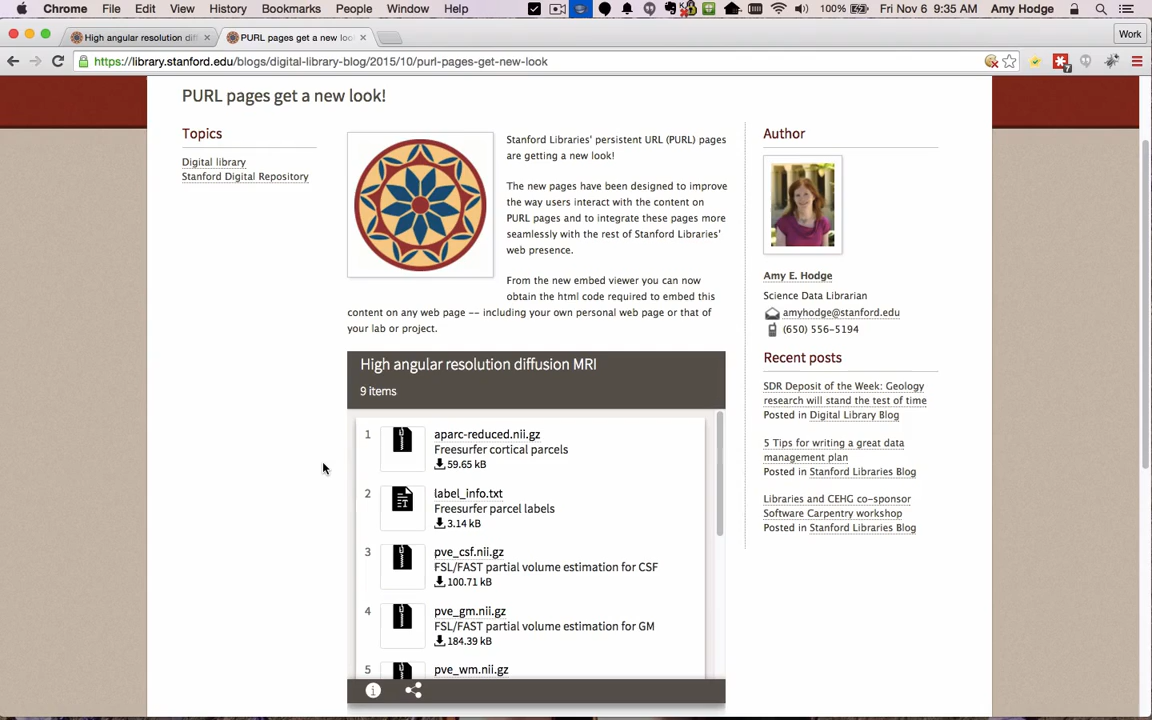 Chrome File Edit View History Bookmarks People Window Help 100% Fri Nov 6 9:35 AM Amy Hodge
High angular resolution diff
PURL pages get a new loo
Work
https://library.stanford.edu/blogs/digital-library-blog/2015/10/purl-pages-get-new-look
7
PURL pages get a new look!
Topics
Digital library
Stanford Digital Repository
Stanford Libraries' persistent URL (PURL) pages
are getting a new look!
The new pages have been designed to improve
the way users interact with the content on
PURL pages and to integrate these pages more
seamlessly with the rest of Stanford Libraries'
web presence.
From the new embed viewer you can now
obtain the html code required to embed this
content on any web page -- including your own personal web page or that of
your lab or project.
High angular resolution diffusion MRI
9 items
1
aparc-reduced.nii.gz
Freesurfer cortical parcels
59.65 kB
2
label_info.txt
Freesurfer parcel labels
3.14 kB
3
pve_csf.nii.gz
FSL/FAST partial volume estimation for CSF
100.71 kB
4
pve_gm.nii.gz
FSL/FAST partial volume estimation for GM
184.39 kB
5
pve_wm.nii.gz
Author
Amy E. Hodge
Science Data Librarian
amyhodge@stanford.edu
(650) 556-5194
Recent posts
SDR Deposit of the Week: Geology
research will stand the test of time
Posted in Digital Library Blog
5 Tips for writing a great data
management plan
Posted in Stanford Libraries Blog
Libraries and CEHG co-sponsor
Software Carpentry workshop
Posted in Stanford Libraries Blog